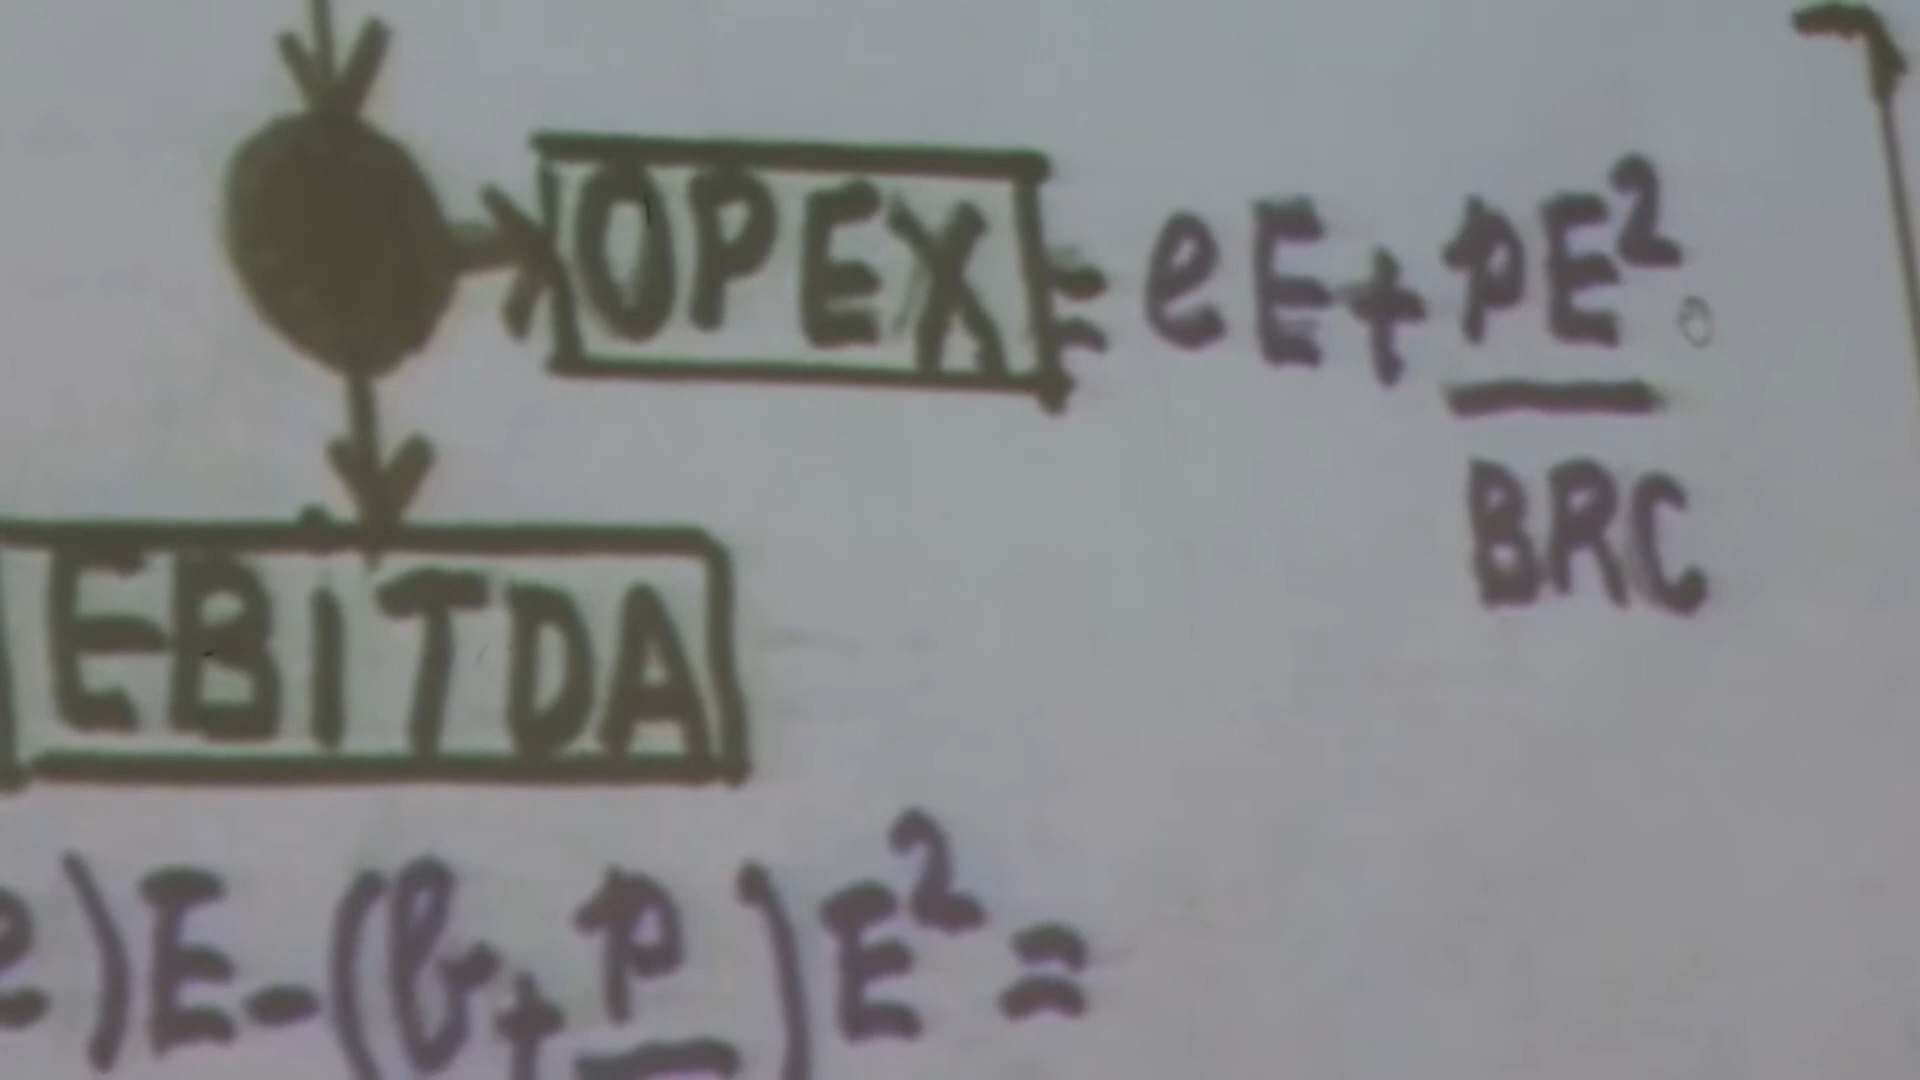 OPEX = eE + pE²
BRC
EBITDA
e)E - (b + p)E² =